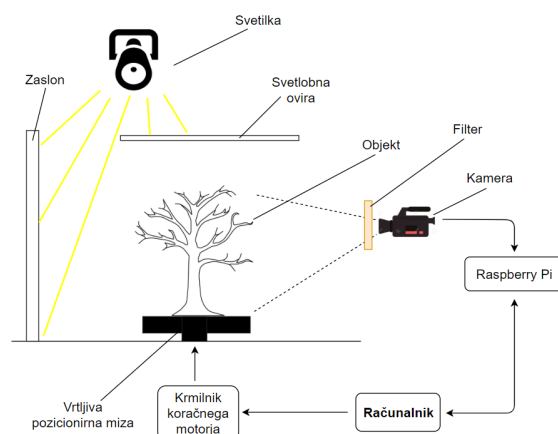 Svetilka
Zaslon
Svetlobna
ovira
Filter
Objekt
Kamera
Raspberry Pi
Vrtljiva
pozicionirna miza
Krmilnik
koračnega
motorja
Računalnik